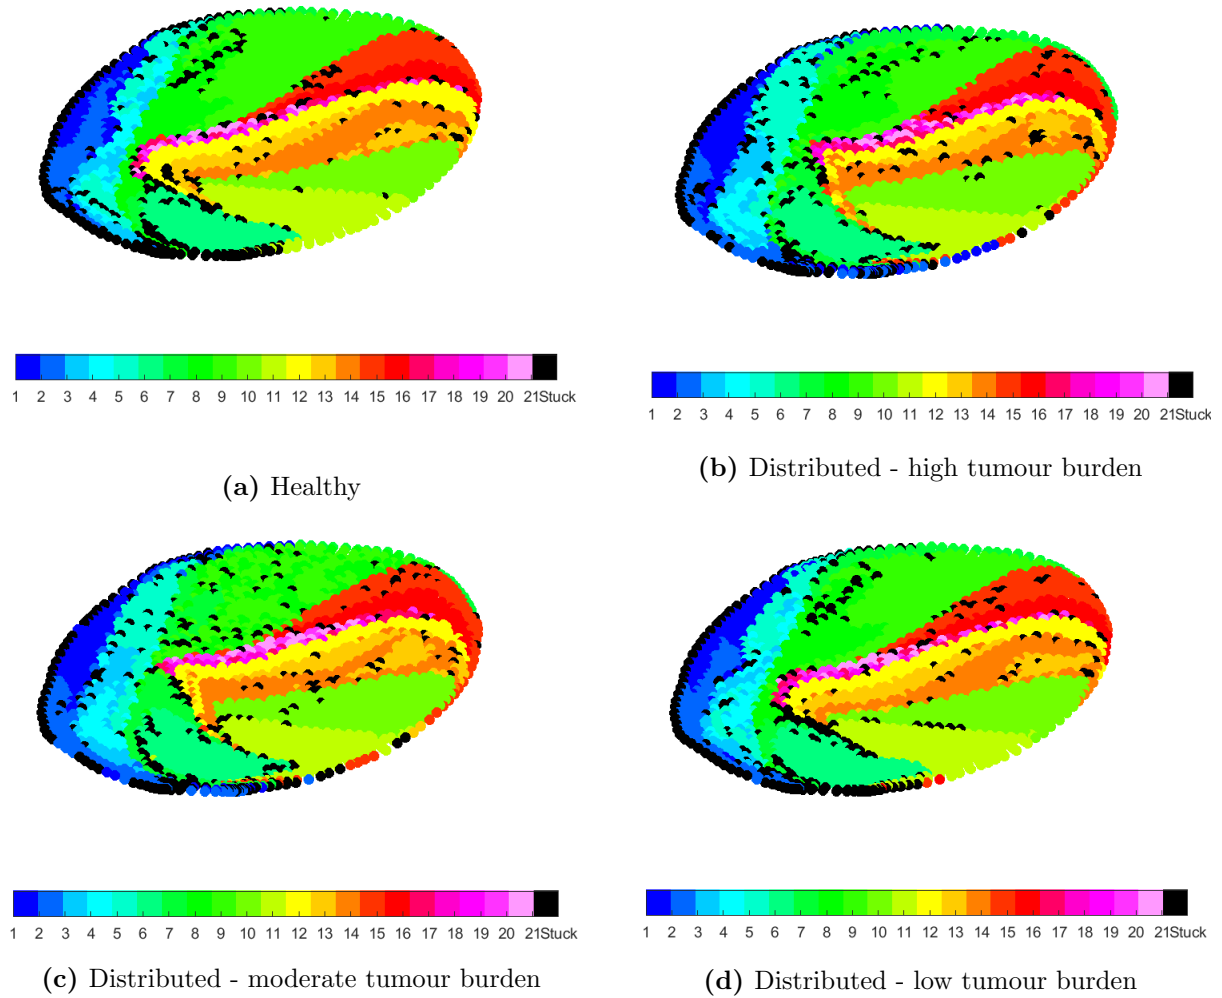 1 2 3 4 5 6 7 8 9 10 11 12 13 14 15 16 17 18 19 20 21Stuck
1 2 3 4 5 6 7 8 9 10 11 12 13 14 15 16 17 18 19 20 21Stuck
(a) Healthy
(b) Distributed - high tumour burden
1 2 3 4 5 6 7 8 9 10 11 12 13 14 15 16 17 18 19 20 21Stuck
1 2 3 4 5 6 7 8 9 10 11 12 13 14 15 16 17 18 19 20 21Stuck
(c) Distributed - moderate tumour burden
(d) Distributed - low tumour burden